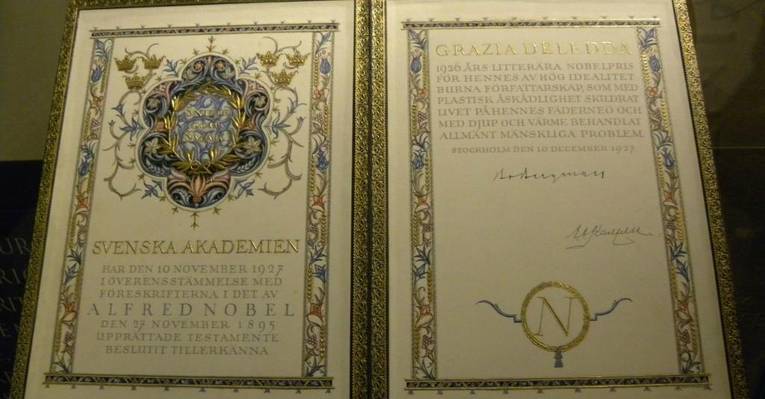 SVENSKA AKADEMIEN
HAR DEN 10 NOVEMBER 1927
I ÖVERENSSTÄMMELSE MED
FÖRESKRIFTERNA I DET AV
ALFRED NOBEL
DEN 27 NOVEMBER 1895
UPPRÄTTADE TESTAMENTE
BESLUTIT TILLERKÄNNA
GRAZIA DELEDDA
1926 ÅRS LITTERÄRA NOBELPRIS
FÖR HENNES AV HÖG IDEALITET
BURNA FÖRFATTARSKAP, SOM MED
PLASTISK ÅSKÅDLIGHET SKILDRAT
LIVET PÅ HENNES FÄDERNEÖ OCH
MED DJUP OCH VÄRME BEHANDLAT
ALLMÄNT MÄNSKLIGA PROBLEM
STOCKHOLM DEN 10 DECEMBER 1927
N